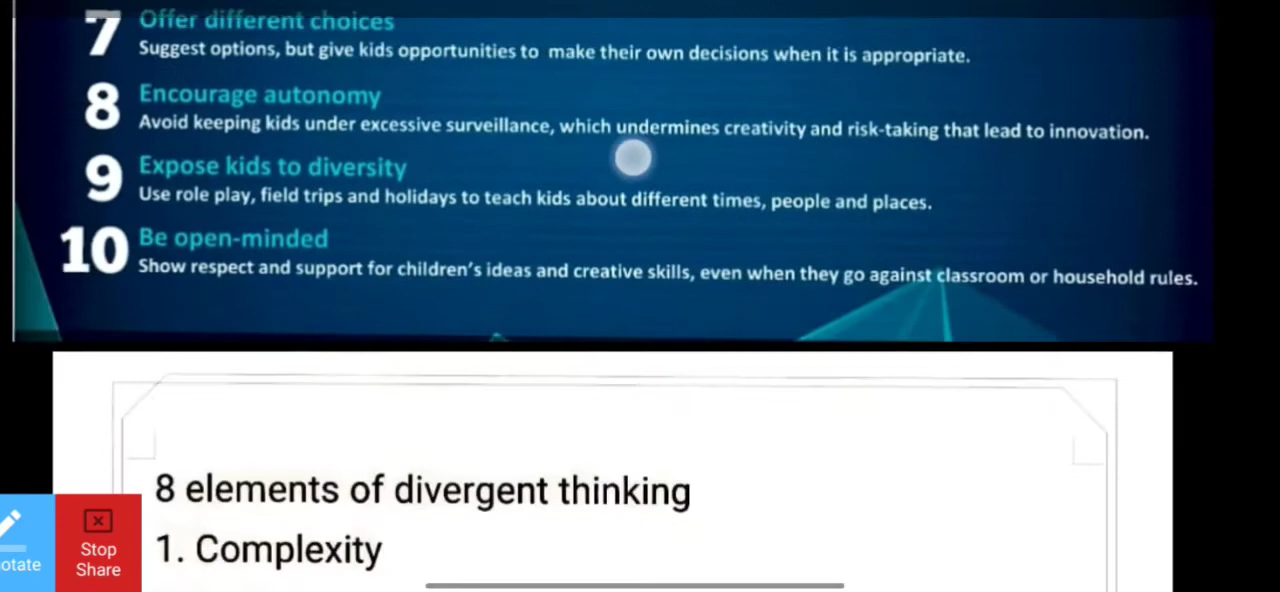 7 Offer different choices
Suggest options, but give kids opportunities to make their own decisions when it is appropriate.
8 Encourage autonomy
Avoid keeping kids under excessive surveillance, which undermines creativity and risk-taking that lead to innovation.
9 Expose kids to diversity
Use role play, field trips and holidays to teach kids about different times, people and places.
10 Be open-minded
Show respect and support for children's ideas and creative skills, even when they go against classroom or household rules.
8 elements of divergent thinking
1. Complexity
otate
Stop
Share